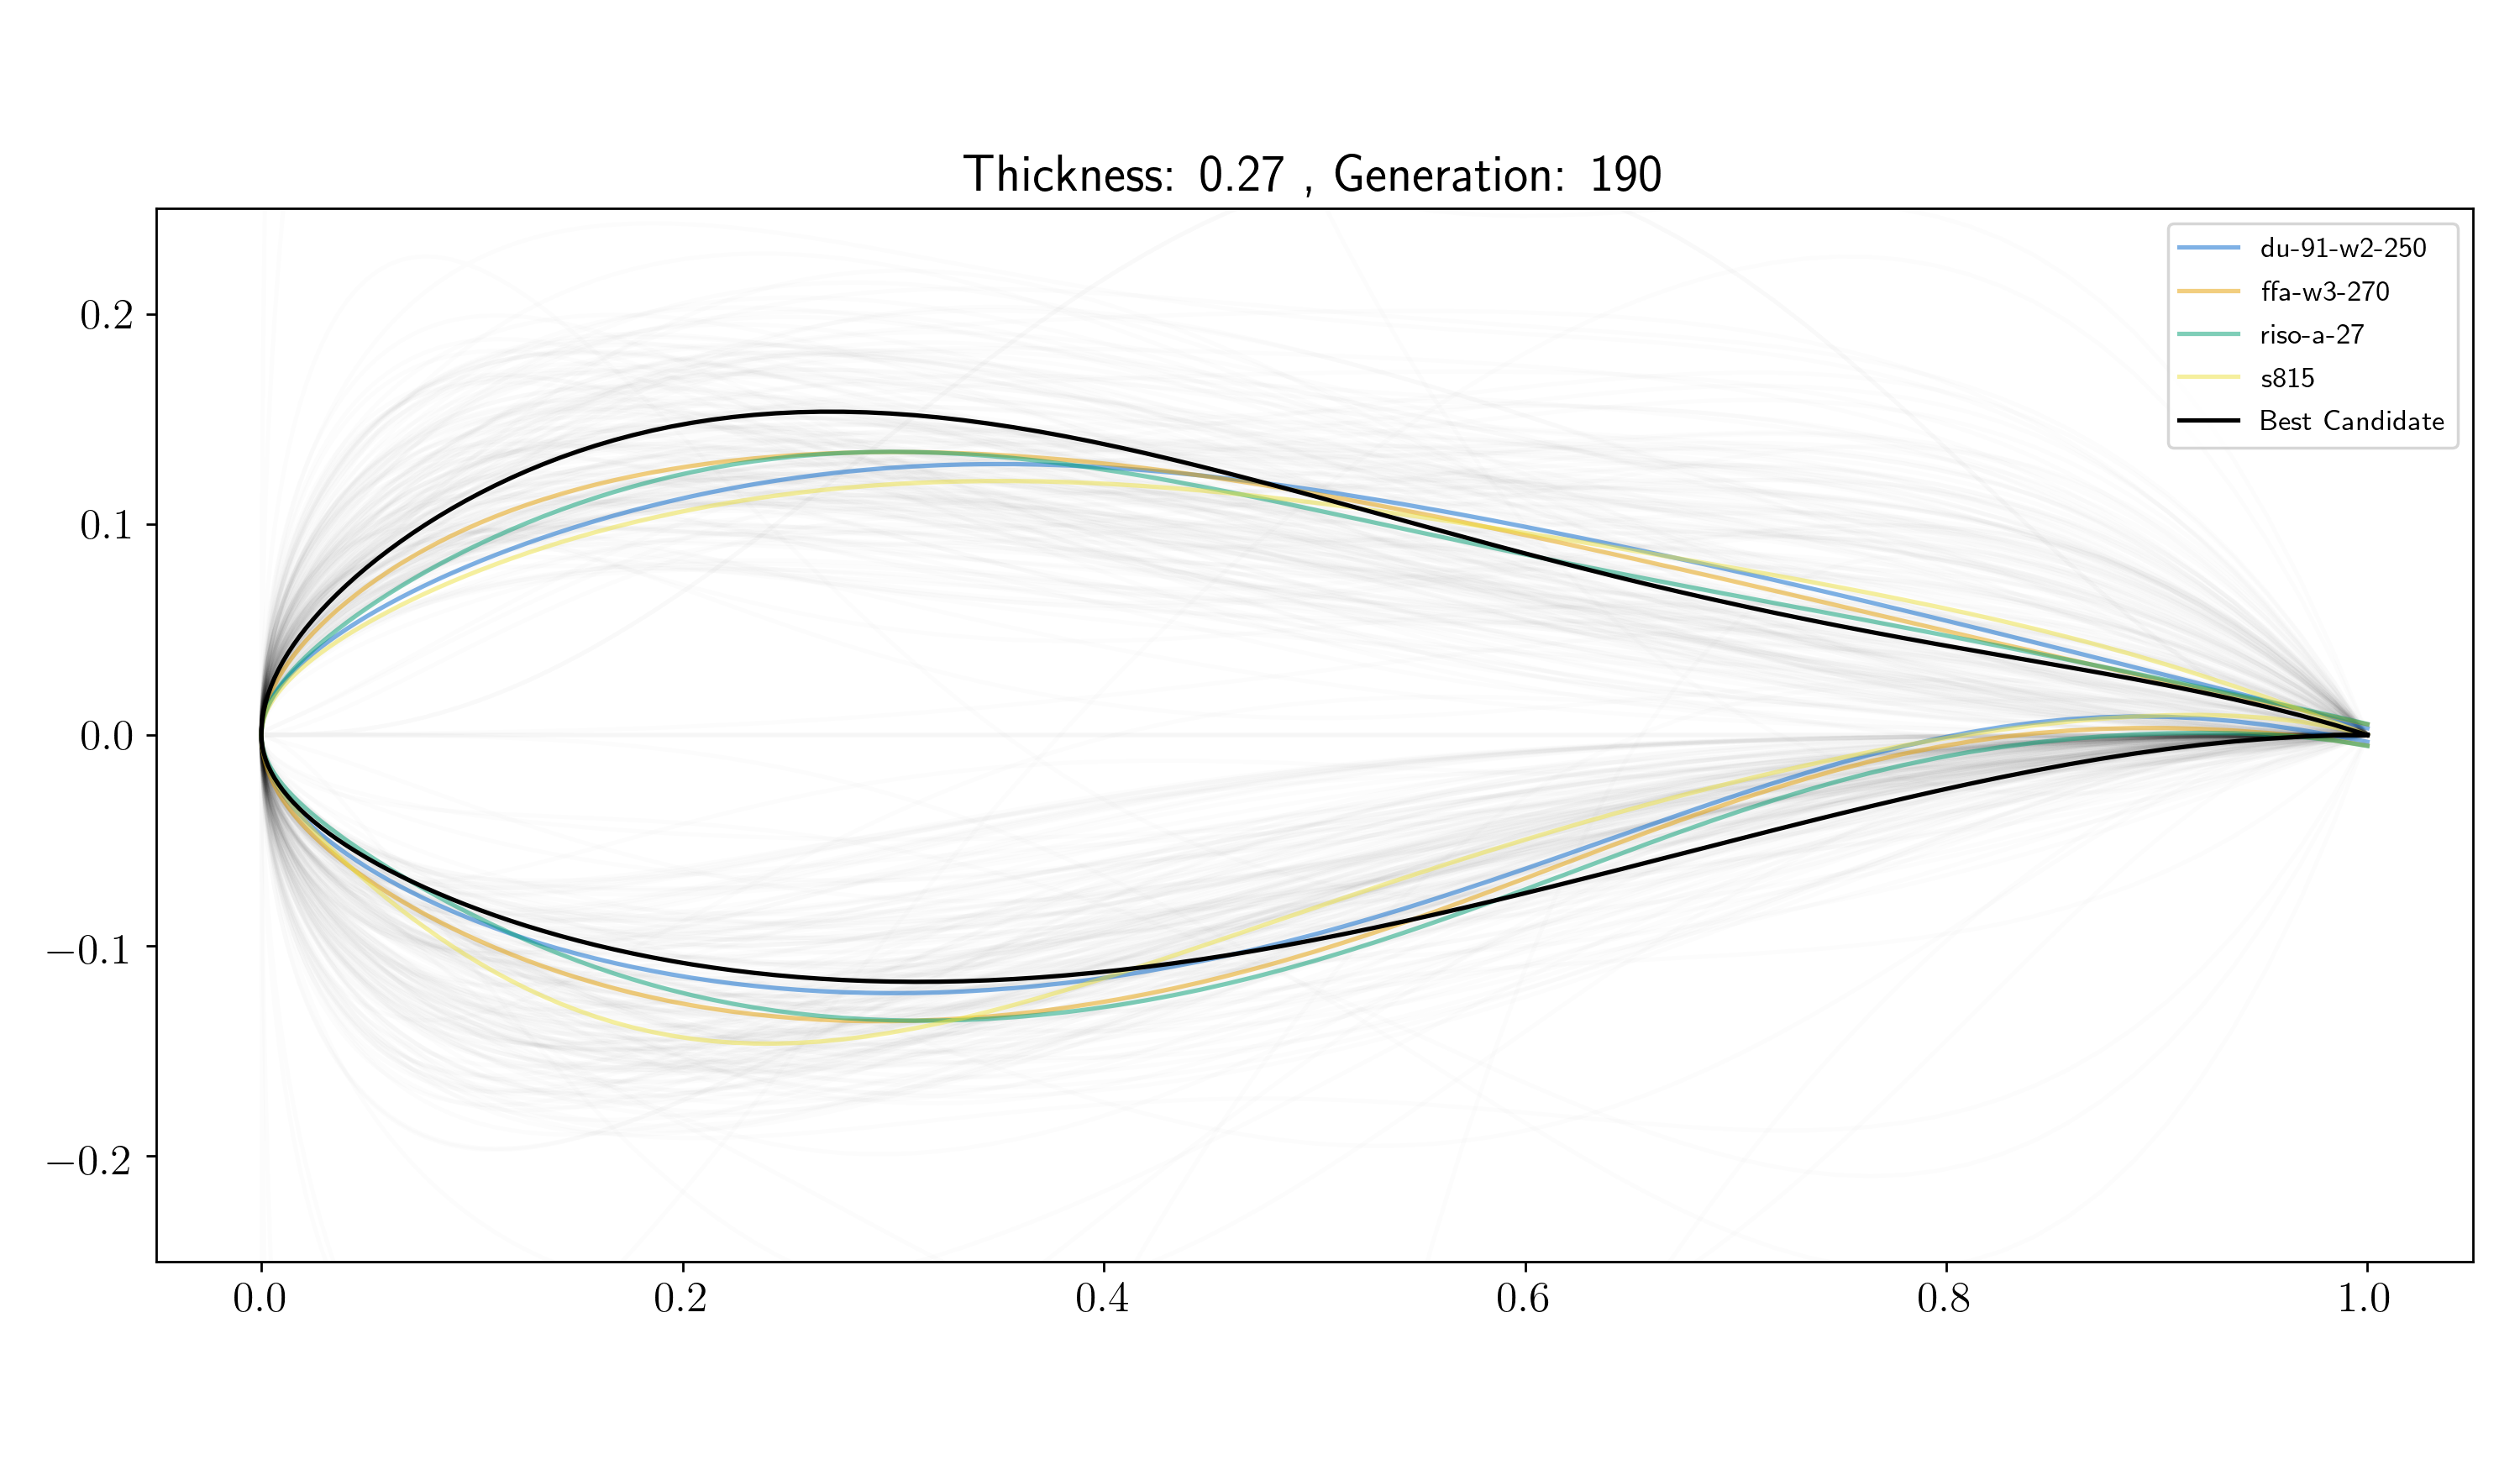 Thickness: 0.27 , Generation: 190
du-91-w2-250
ffa-w3-270
riso-a-27
s815
Best Candidate
0.2
0.1
0.0
−0.1
−0.2
0.0 0.2 0.4 0.6 0.8 1.0